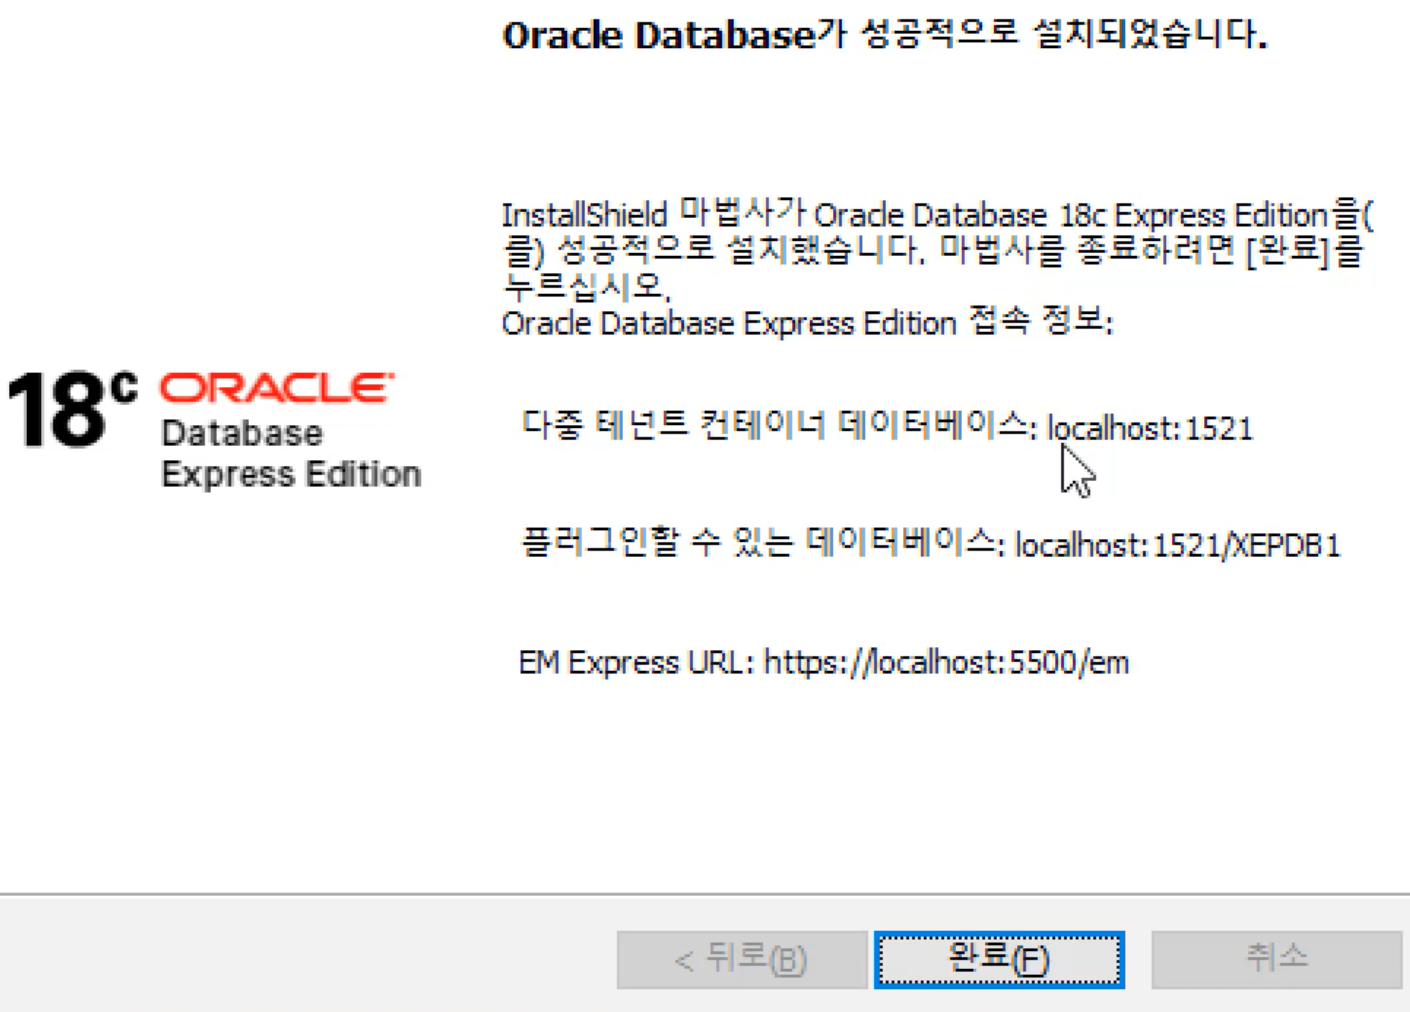 Oracle Database가 성공적으로 설치되었습니다.
InstallShield 마법사가 Oracle Database 18c Express Edition을(
를) 성공적으로 설치했습니다. 마법사를 종료하려면 [완료]를
누르십시오.
Oracle Database Express Edition 접속 정보:
18c ORACLE
Database
Express Edition
다중 테넌트 컨테이너 데이터베이스: localhost:1521
플러그인할 수 있는 데이터베이스: localhost:1521/XEPDB1
EM Express URL: https://localhost:5500/em
< 뒤로(B)
완료(F)
취소